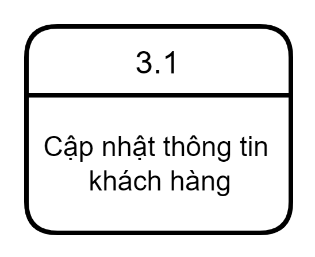 3.1
Cập nhật thông tin
khách hàng